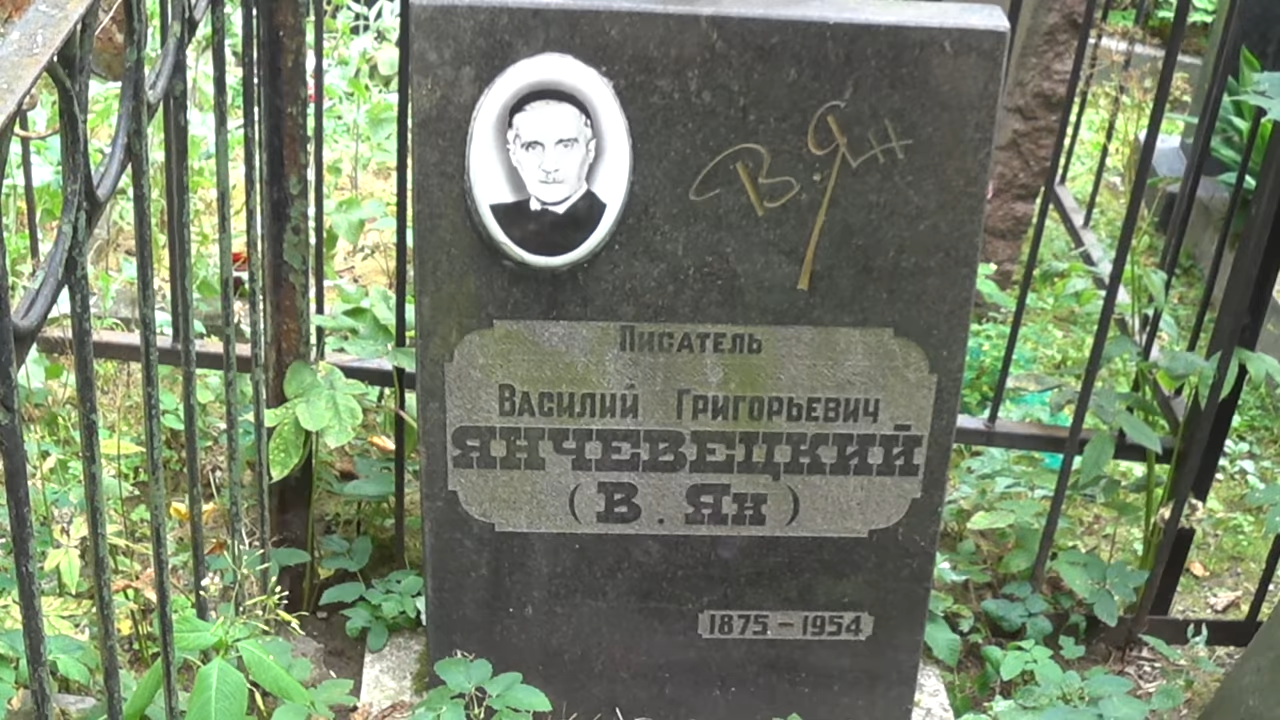 В. Ян
Писатель
Василий Григорьевич
ЯНЧЕВЕЦКИЙ
(В. Ян)
1875-1954